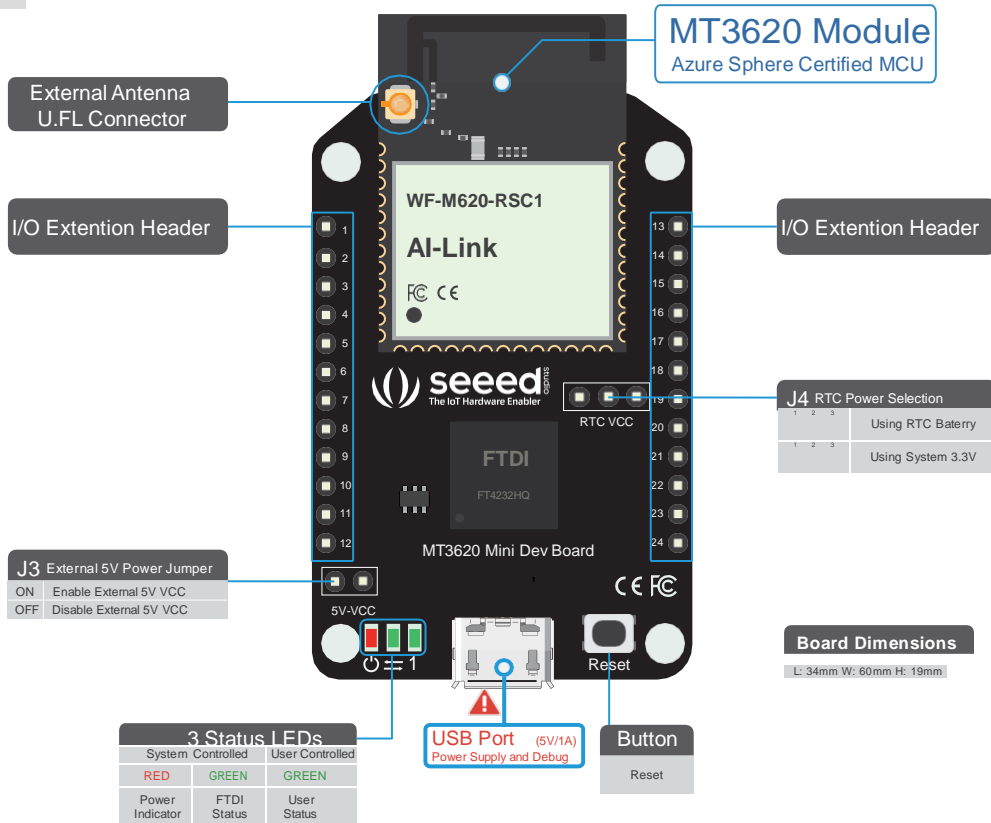 MT3620 Module
Azure Sphere Certified MCU
External Antenna
U.FL Connector
WF-M620-RSC1
AI-Link
FC CE
I/O Extention Header
I/O Extention Header
1
2
3
4
5
6
7
8
9
10
11
12
13
14
15
16
17
18
19
20
21
22
23
24
seeed
studio
The IoT Hardware Enabler
RTC VCC
J4 RTC Power Selection
1 2 3 Using RTC Baterry
1 2 3 Using System 3.3V
FTDI
FT4232HQ
MT3620 Mini Dev Board
CE FC
J3 External 5V Power Jumper
ON Enable External 5V VCC
OFF Disable External 5V VCC
5V-VCC
1
Reset
Board Dimensions
L: 34mm W: 60mm H: 19mm
3 Status LEDs
System Controlled User Controlled
RED GREEN GREEN
Power FTDI User
Indicator Status Status
USB Port (5V/1A)
Power Supply and Debug
Button
Reset